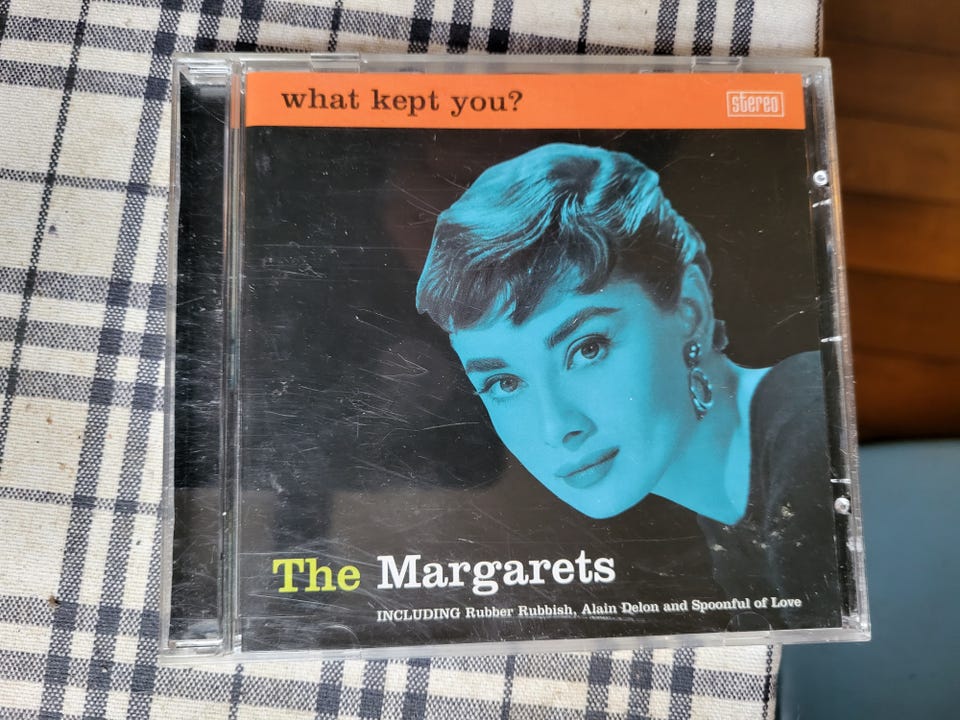 what kept you?
stereo
The Margarets
INCLUDING Rubber Rubbish, Alain Delon and Spoonful of Love